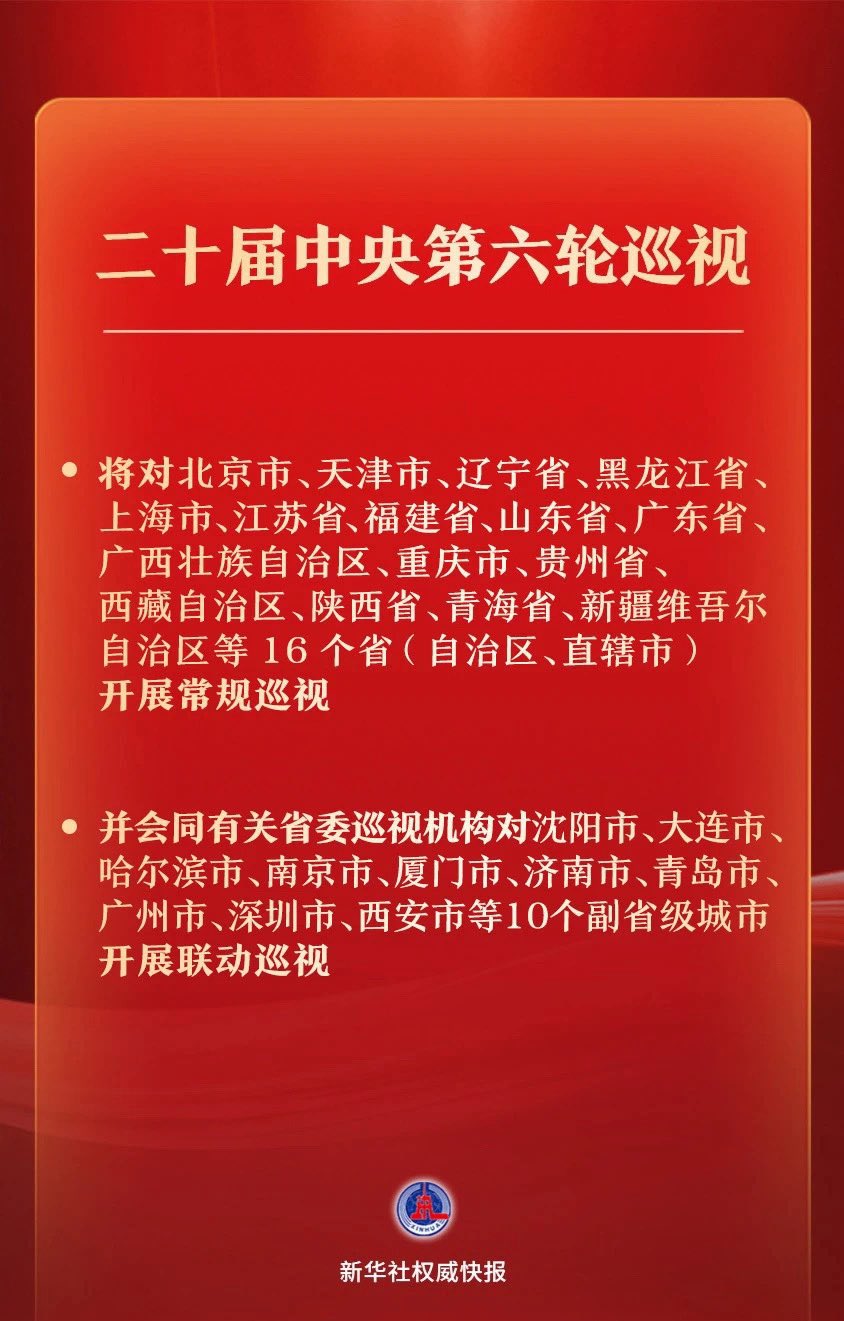 二十届中央第六轮巡视
• 将对北京市、天津市、辽宁省、黑龙江省、
上海市、江苏省、福建省、山东省、广东省、
广西壮族自治区、重庆市、贵州省、
西藏自治区、陕西省、青海省、新疆维吾尔
自治区等 16 个省（自治区、直辖市）
开展常规巡视
• 并会同有关省委巡视机构对沈阳市、大连市、
哈尔滨市、南京市、厦门市、济南市、青岛市、
广州市、深圳市、西安市等10个副省级城市
开展联动巡视
XINHUA
新华社权威快报